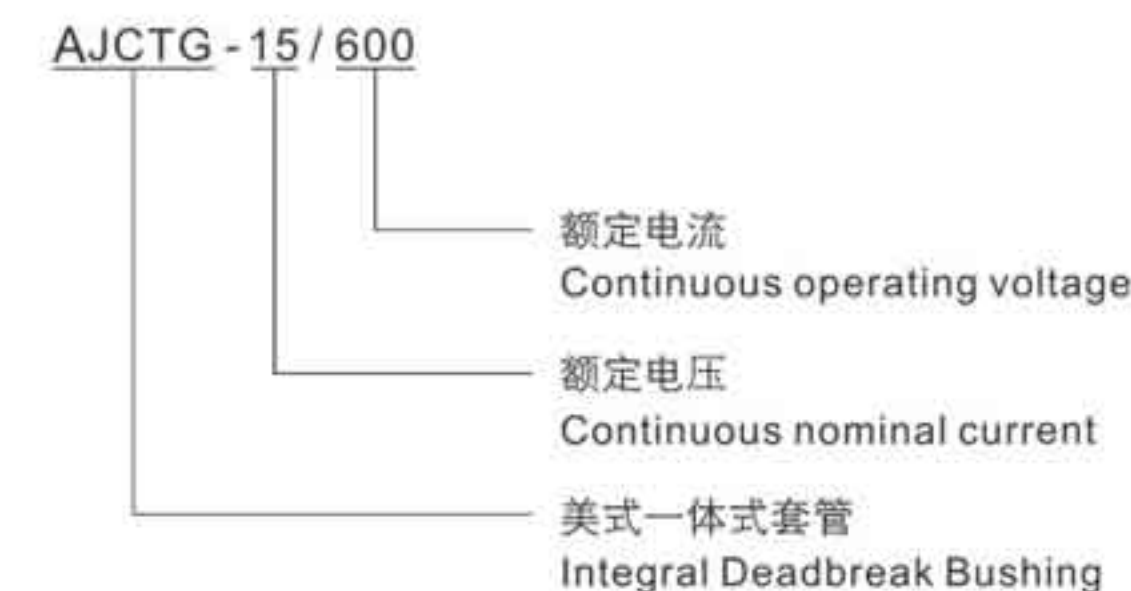 AJCTG - 15 / 600
额定电流
Continuous operating voltage
额定电压
Continuous nominal current
美式一体式套管
Integral Deadbreak Bushing